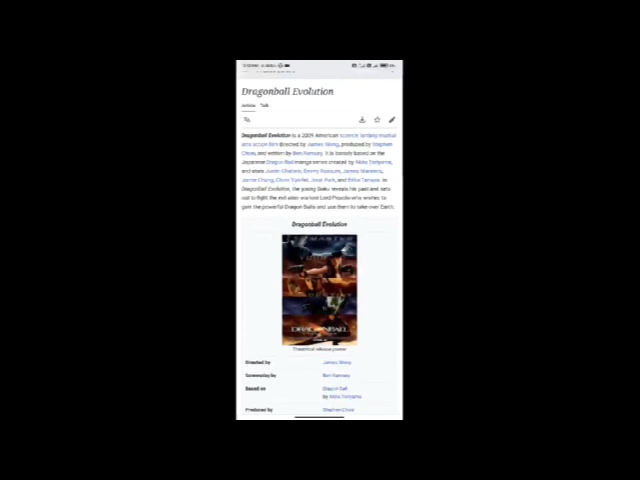 Dragonball Evolution
Article Talk
Dragonball Evolution is a 2009 American science fantasy martial
arts action film directed by James Wong, produced by Stephen
Chow, and written by Ben Ramsey. It is loosely based on the
Japanese Dragon Ball manga series created by Akira Toriyama,
and stars Justin Chatwin, Emmy Rossum, James Marsters,
Jamie Chung, Chow Yun-fat, Joon Park, and Eriko Tamura. In
Dragonball Evolution, the young Goku reveals his past and sets
out to fight the evil alien warlord Lord Piccolo who wishes to
gain the powerful Dragon Balls and use them to take over Earth.
Dragonball Evolution
DRAGONBALL
Theatrical release poster
Directed by James Wong
Screenplay by Ben Ramsey
Based on Dragon Ball
by Akira Toriyama
Produced by Stephen Chow